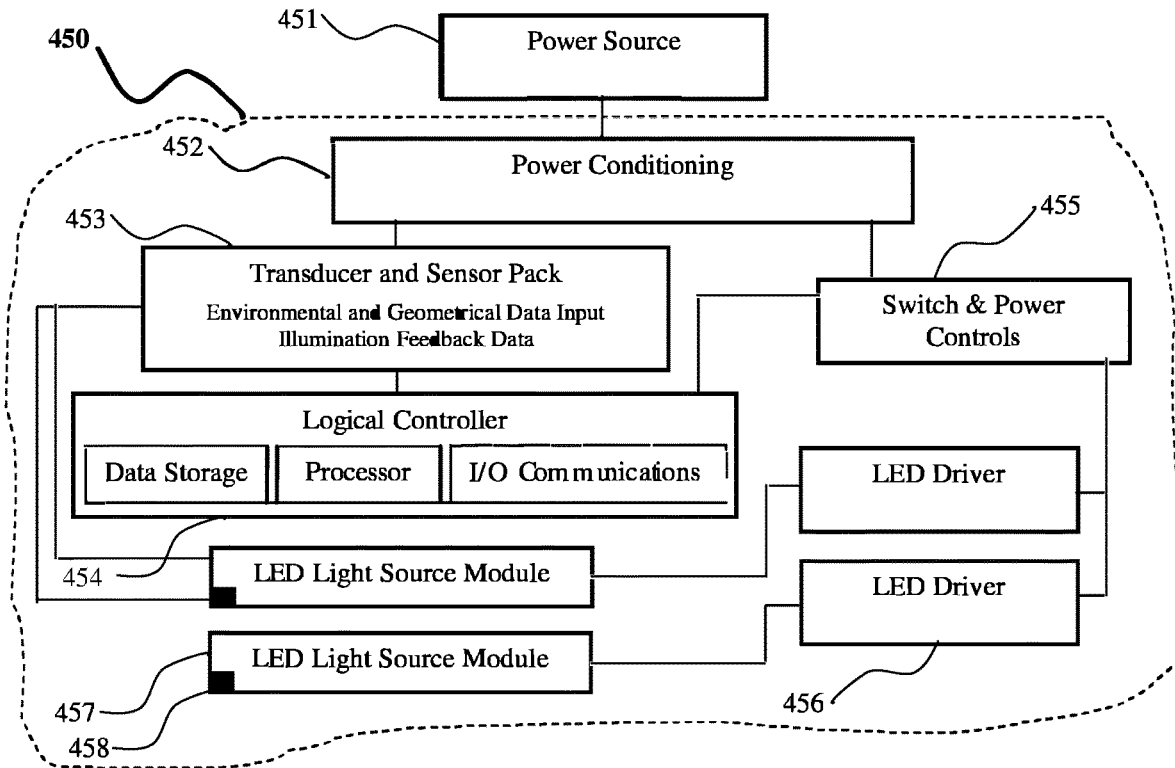 451
Power Source
450
452
Power Conditioning
453
455
Transducer and Sensor Pack
Environmental and Geometrical Data Input
Illumination Feedback Data
Switch & Power
Controls
Logical Controller
Data Storage
Processor
I/O Communications
LED Driver
454
LED Light Source Module
LED Driver
LED Light Source Module
457
456
458